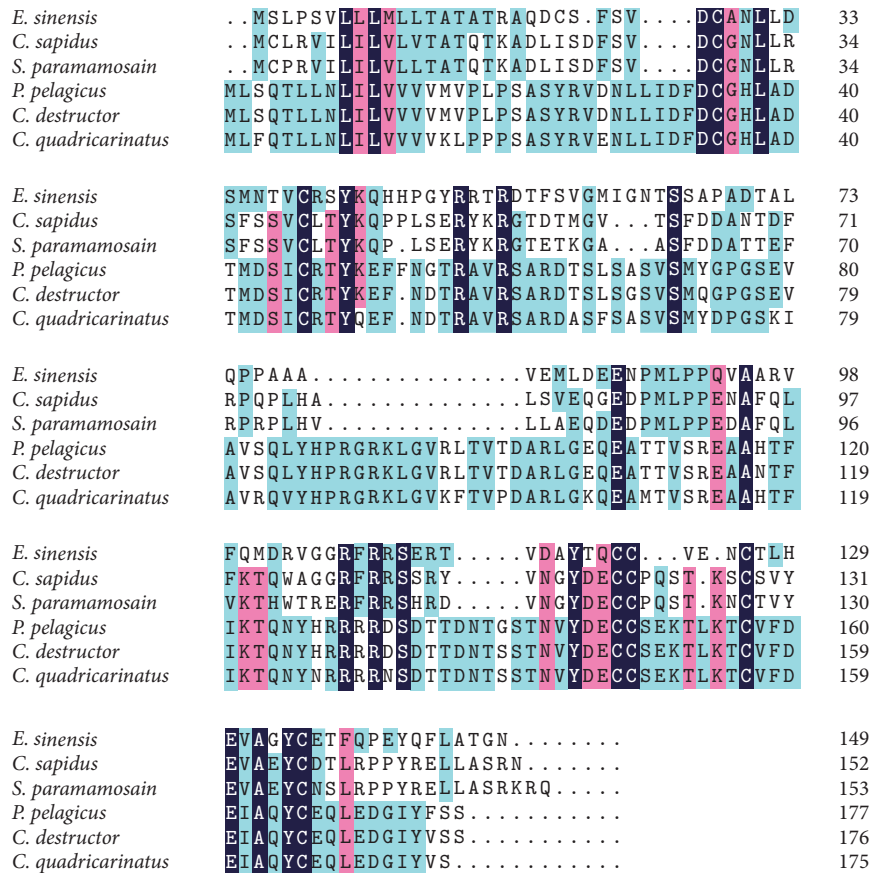 E. sinensis ..MSLPSVLLLMLLTATATRAQDCS.FSV....DCANLLD 33
C. sapidus ..MCLRVILILVLVTATQTKADLISDFSV....DCGNLLR 34
S. paramamosain ..MCPRVILILVLLTATQTKADLISDFSV....DCGNLLR 34
P. pelagicus MLSQTLLNLILVVVVMVPLPSASYRVDNLLIDFDCGHLAD 40
C. destructor MLSQTLLNLILVVVVMVPLPSASYRVDNLLIDFDCGHLAD 40
C. quadricarinatus MLFQTLLNLILVVVVKLPPPSASYRVENLLIDFDCGHLAD 40
E. sinensis SMNTVCRSYKQHHPGYRRTRDTFSVGMIGNTSSAPADTAL 73
C. sapidus SFSSVCLTYKQPPLSERYKRGTDTMGV...TSFDDANTDF 71
S. paramamosain SFSSVCLTYKQP.LSERYKRGTETKGA...ASFDDATTEF 70
P. pelagicus TMDSICRTYKEFFNGTRAVRSARDTSLSASVSMYGPGSEV 80
C. destructor TMDSICRTYKEF.NDTRAVRSARDTSLSGSVSMQGPGSEV 79
C. quadricarinatus TMDSICRTYQEF.NDTRAVRSARDASFSASVSMYDPGSKI 79
E. sinensis QPPAAA...............VEMLDEENPMLPPQVAARV 98
C. sapidus RPQPLHA..............LSVEQGEDPMLPPENAFQL 97
S. paramamosain RPRPLHV..............LLAEQDEDPMLPPEDAFQL 96
P. pelagicus AVSQLYHPRGRKLGVRLTVTDARLGEQEATTVSREAAHTF 120
C. destructor AVSQLYHPRGRKLGVRLTVTDARLGEQEATTVSREAANTF 119
C. quadricarinatus AVRQVYHPRGRKLGVKFTVPDARLGKQEAMTVSREAAHTF 119
E. sinensis FQMDRVGGRFRRSERT.....VDAYTQCC...VE.NCTLH 129
C. sapidus FKTQWAGGRFRRSSRY.....VNGYDECCPQST.KSCSVY 131
S. paramamosain VKTHWTRERFRRSHRD.....VNGYDECCPQST.KNCTVY 130
P. pelagicus IKTQNYHRRRRDSDTTDNTGSTNVYDECCSEKTLKTCVFD 160
C. destructor IKTQNYHRRRRDSDTTDNTSSTNVYDECCSEKTLKTCVFD 159
C. quadricarinatus IKTQNYNRRRRNSDTTDNTSSTNVYDECCSEKTLKTCVFD 159
E. sinensis EVAGYCETFQPEYQFLATGN........ 149
C. sapidus EVAEYCDTLRPPYRELLASRN....... 152
S. paramamosain EVAEYCNSLRPPYRELLASRKRQ..... 153
P. pelagicus EIAQYCEQLEDGIYFSS........... 177
C. destructor EIAQYCEQLEDGIYVSS........... 176
C. quadricarinatus EIAQYCEQLEDGIYVS............ 175